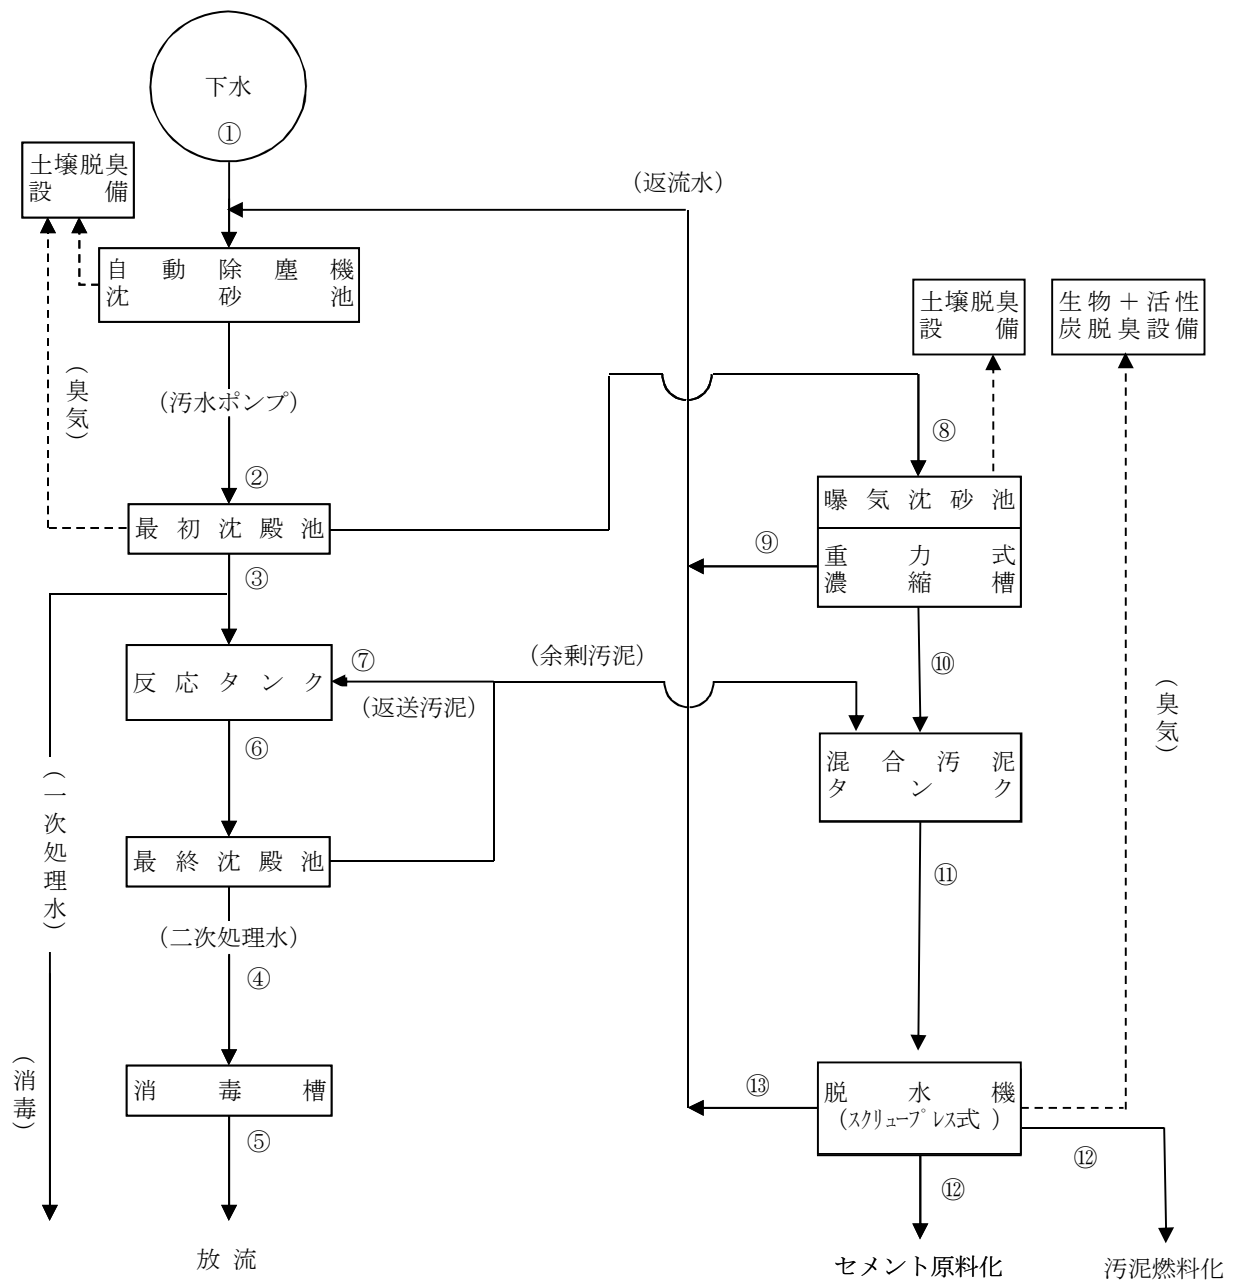 下水
①
土壌脱臭
設備
(返流水)
自動除塵機
沈砂池
土壌脱臭
設備
生物+活性
炭脱臭設備
(臭気)
(汚水ポンプ)
②
⑧
最初沈殿池
曝気沈砂池
⑨
重力式
濃縮槽
③
(余剰汚泥)
⑦
⑩
反応タンク
(返送汚泥)
(臭気)
⑥
混合汚泥
タンク
(一次処理水)
最終沈殿池
⑪
(二次処理水)
④
(消毒)
消毒槽
⑬
脱水機
(スクリュープレス式)
⑤
⑫
⑫
放流
セメント原料化
汚泥燃料化